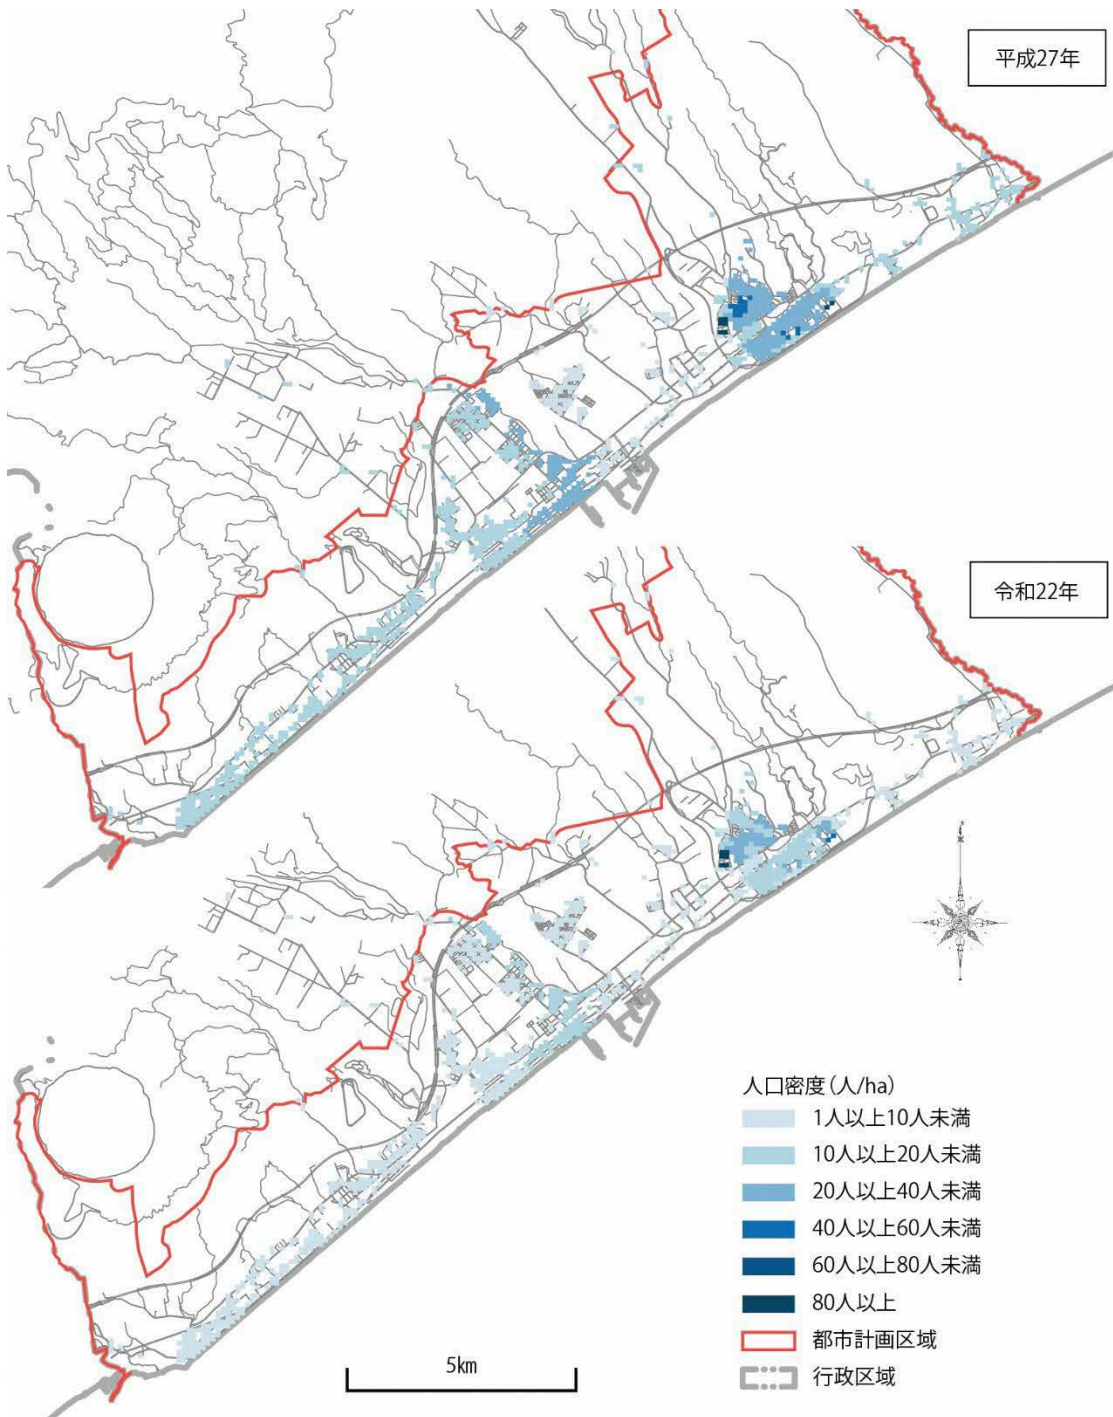 平成27年
令和22年
人口密度（人/ha）
1人以上10人未満
10人以上20人未満
20人以上40人未満
40人以上60人未満
60人以上80人未満
80人以上
都市計画区域
行政区域
5km